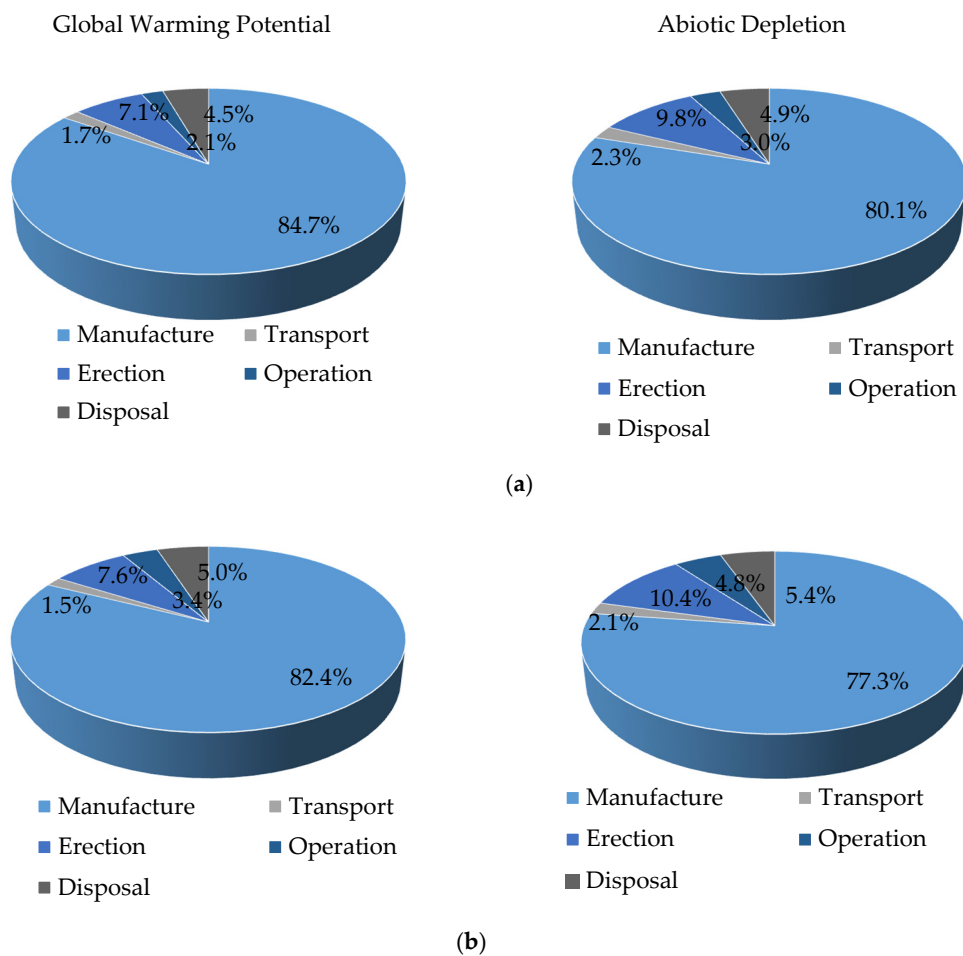 Global Warming Potential
Abiotic Depletion
7.1%
4.5%
1.7%
2.1%
84.7%
Manufacture
Transport
Erection
Operation
Disposal
9.8%
4.9%
2.3%
3.0%
80.1%
Manufacture
Transport
Erection
Operation
Disposal
(a)
7.6%
5.0%
1.5%
3.4%
82.4%
Manufacture
Transport
Erection
Operation
Disposal
10.4%
4.8%
5.4%
2.1%
77.3%
Manufacture
Transport
Erection
Operation
Disposal
(b)